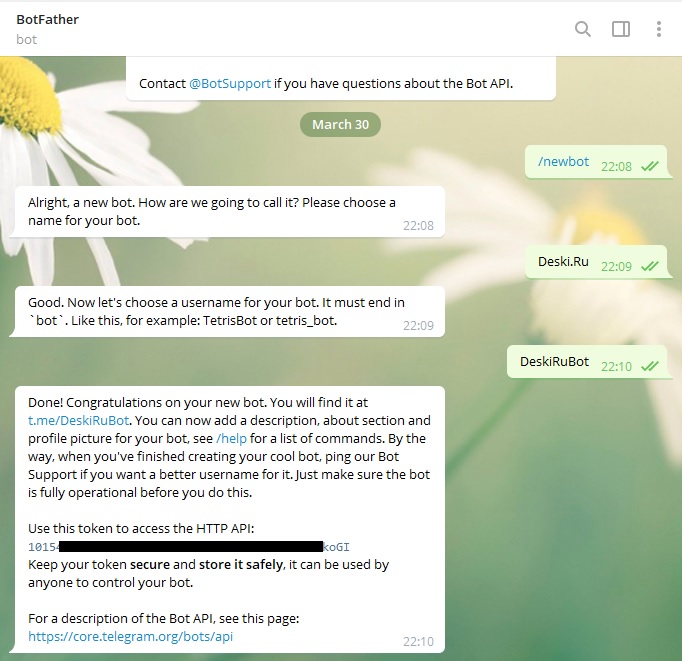 BotFather
bot
Contact @BotSupport if you have questions about the Bot API.
March 30
/newbot 22:08
Alright, a new bot. How are we going to call it? Please choose a
name for your bot.
22:08
Deski.Ru 22:09
Good. Now let's choose a username for your bot. It must end in
`bot`. Like this, for example: TetrisBot or tetris_bot.
22:09
DeskiRuBot 22:10
Done! Congratulations on your new bot. You will find it at
t.me/DeskiRuBot. You can now add a description, about section and
profile picture for your bot, see /help for a list of commands. By the
way, when you've finished creating your cool bot, ping our Bot
Support if you want a better username for it. Just make sure the bot
is fully operational before you do this.
Use this token to access the HTTP API:
10154 koGI
Keep your token secure and store it safely, it can be used by
anyone to control your bot.
For a description of the Bot API, see this page:
https://core.telegram.org/bots/api
22:10